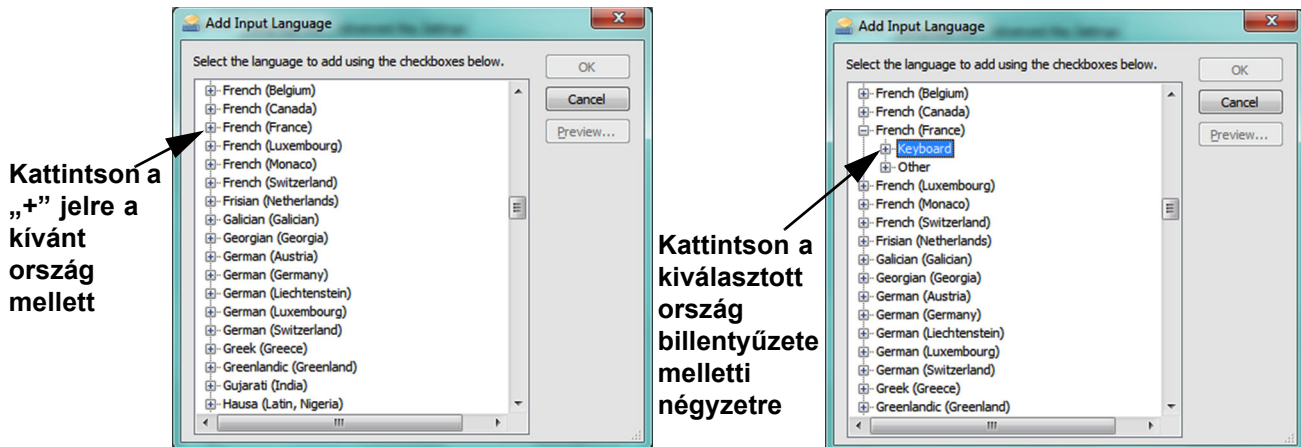 Add Input Language
Select the language to add using the checkboxes below.
French (Belgium)
French (Canada)
French (France)
French (Luxembourg)
French (Monaco)
French (Switzerland)
Frisian (Netherlands)
Galician (Galician)
Georgian (Georgia)
German (Austria)
German (Germany)
German (Liechtenstein)
German (Luxembourg)
German (Switzerland)
Greek (Greece)
Greenlandic (Greenland)
Gujarati (India)
Hausa (Latin, Nigeria)
OK
Cancel
Preview...
Kattintson a
„+” jelre a
kívánt
ország
mellett
Add Input Language
Select the language to add using the checkboxes below.
French (Belgium)
French (Canada)
French (France)
Keyboard
Other
French (Luxembourg)
French (Monaco)
French (Switzerland)
Frisian (Netherlands)
Galician (Galician)
Georgian (Georgia)
German (Austria)
German (Germany)
German (Liechtenstein)
German (Luxembourg)
German (Switzerland)
Greek (Greece)
Greenlandic (Greenland)
OK
Cancel
Preview...
Kattintson a
kiválasztott
ország
billentyűzete
melletti
négyzetre